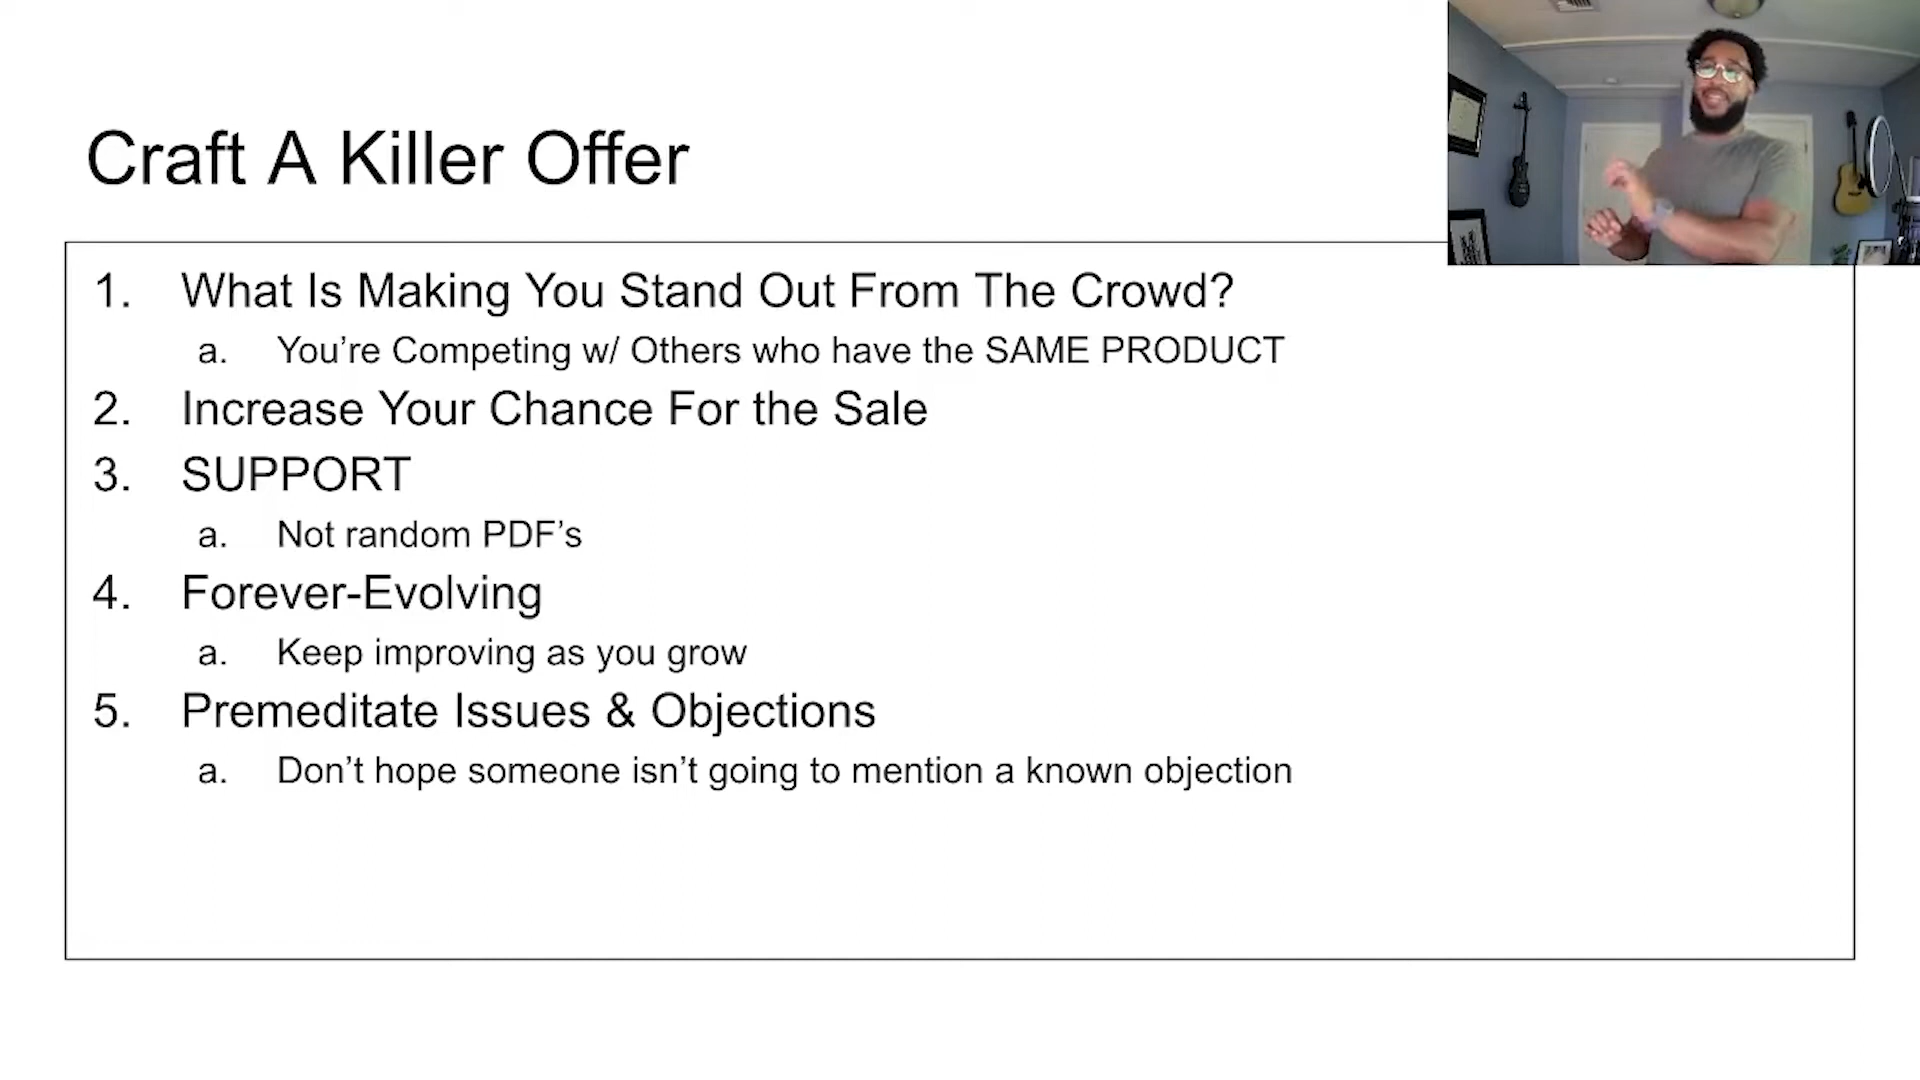 Craft A Killer Offer
1. What Is Making You Stand Out From The Crowd?
a. You’re Competing w/ Others who have the SAME PRODUCT
2. Increase Your Chance For the Sale
3. SUPPORT
a. Not random PDF’s
4. Forever-Evolving
a. Keep improving as you grow
5. Premeditate Issues & Objections
a. Don’t hope someone isn’t going to mention a known objection